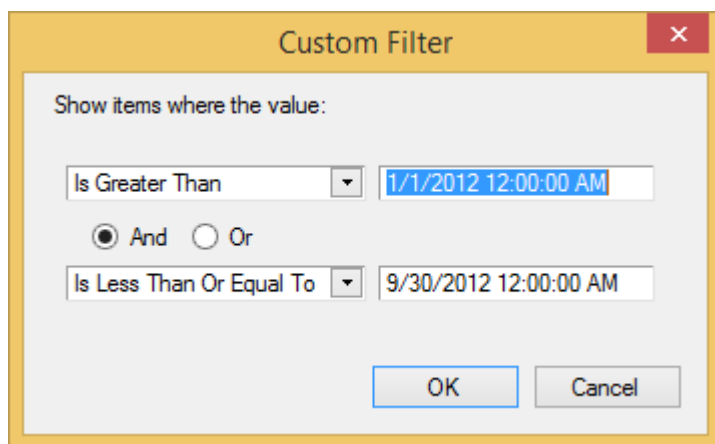 Custom Filter
Show items where the value:
Is Greater Than 1/1/2012 12:00:00 AM
And Or
Is Less Than Or Equal To 9/30/2012 12:00:00 AM
OK Cancel